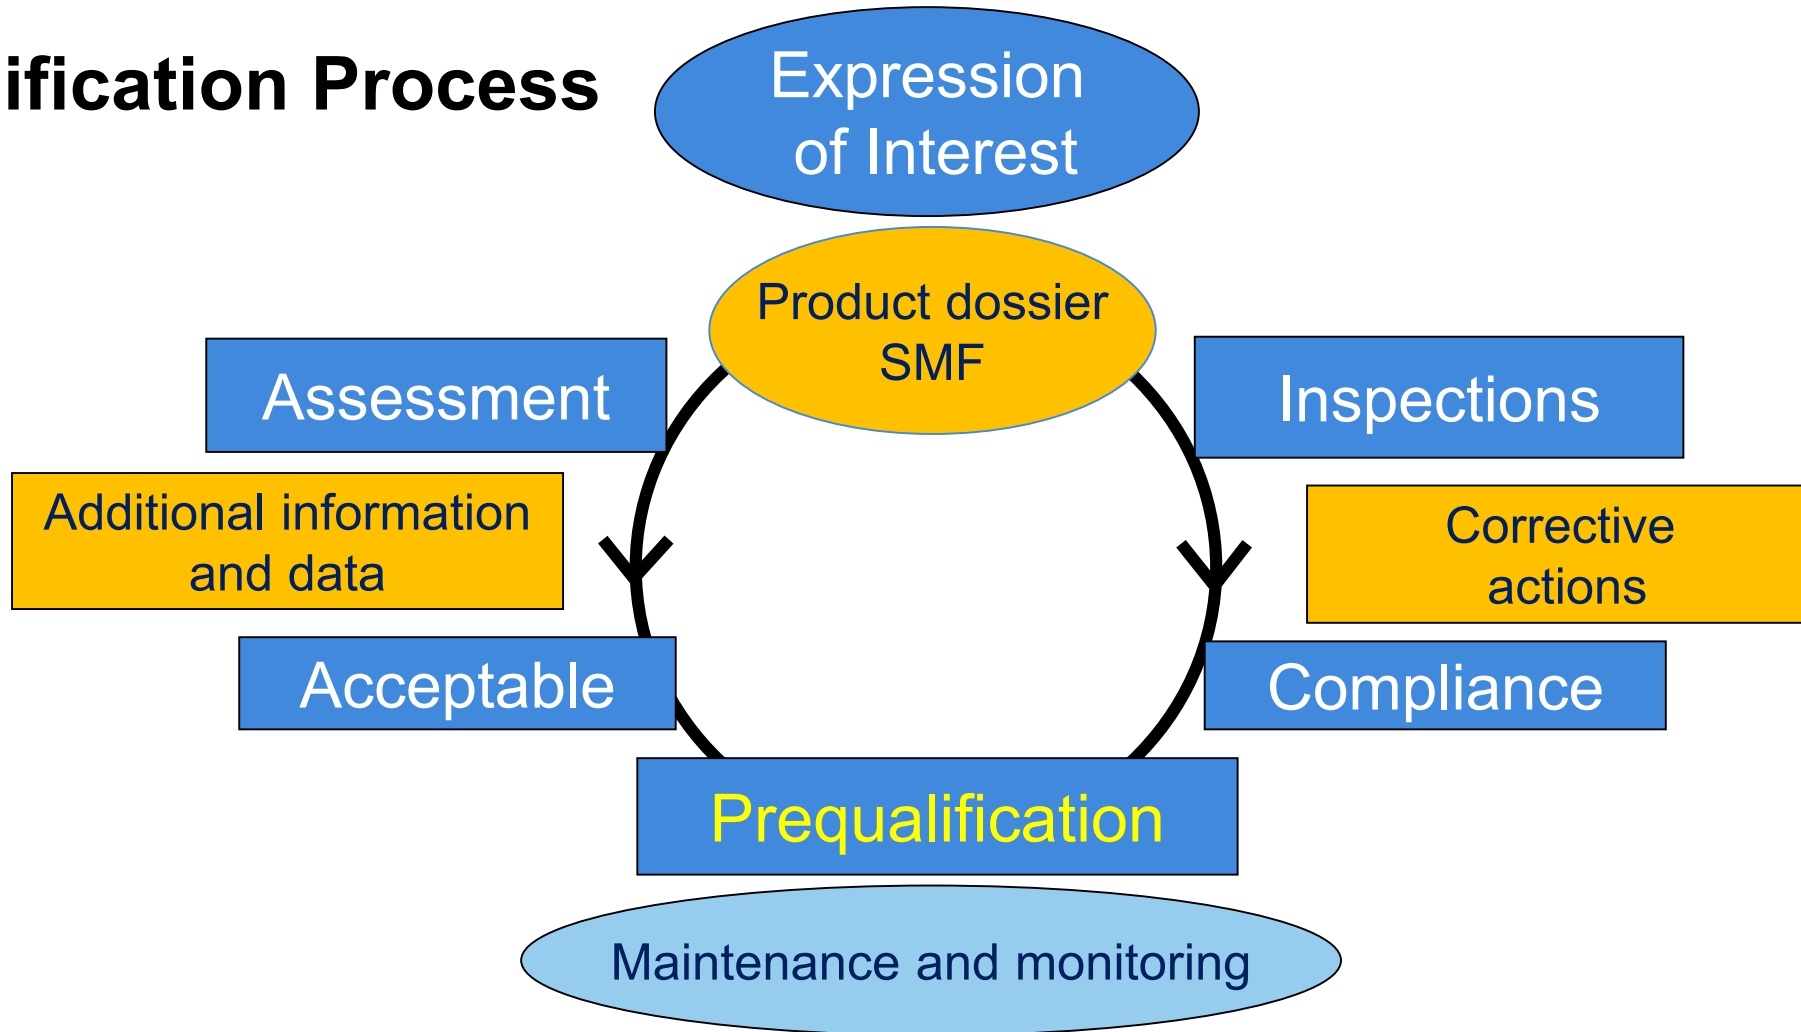 ification Process
Expression
of Interest
Product dossier
SMF
Assessment
Inspections
Additional information
and data
Corrective
actions
Acceptable
Compliance
Prequalification
Maintenance and monitoring